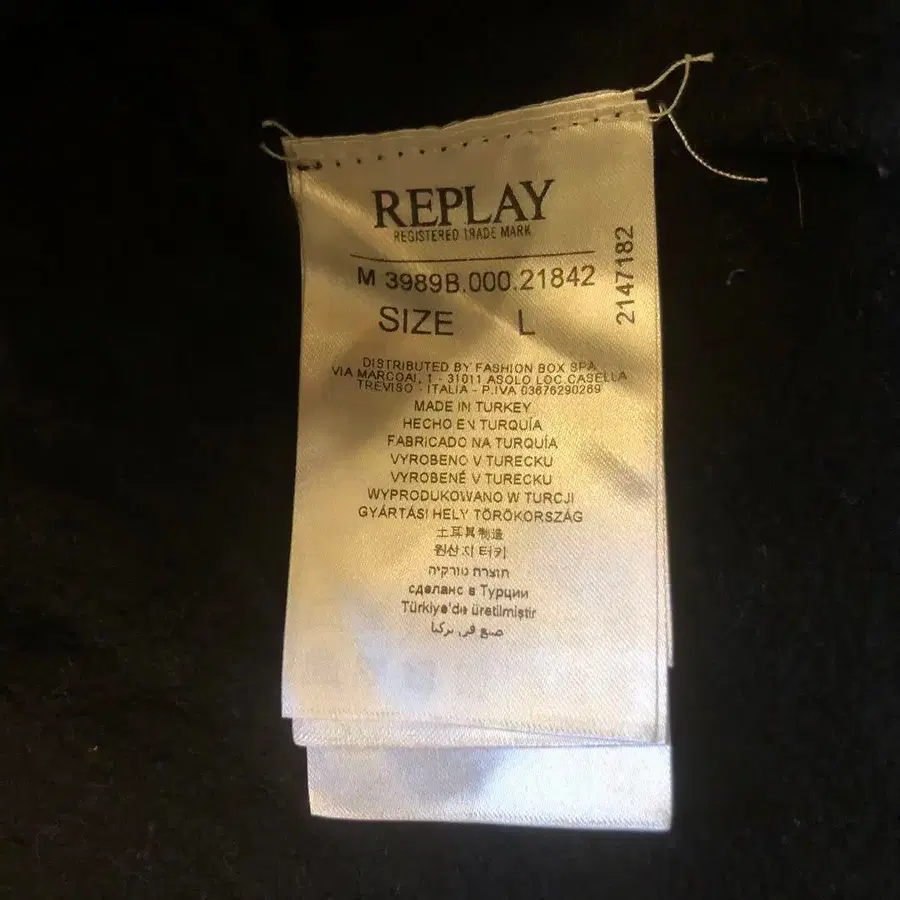 REPLAY
REGISTERED TRADE MARK
M 3989B.000.21842
2147182
SIZE L
DISTRIBUTED BY FASHION BOX SPA
VIA MARCOAI, 1 - 31011 ASOLO LOC.CASELLA
TREVISO - ITALIA - P.IVA 03676290269
MADE IN TURKEY
HECHO EN TURQUÍA
FABRICADO NA TURQUÍA
VYROBENO V TURECKU
VYROBENÉ V TURECKU
WYPRODUKOWANO W TURCJI
GYÁRTÁSI HELY TÖRÖKORSZÁG
土耳其制造
원산지 터키
תוצרת טורקיה
сделанс в Турции
Türkiye'de üretilmiştir
صنع في تركيا